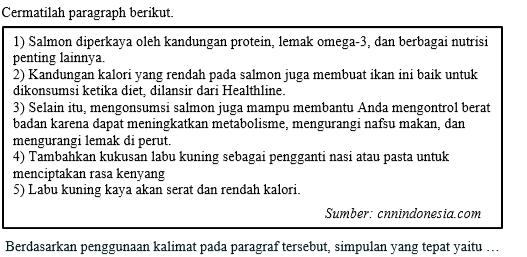 Cermatilah paragraph berikut.
1) Salmon diperkaya oleh kandungan protein, lemak omega-3, dan berbagai nutrisi
penting lainnya.
2) Kandungan kalori yang rendah pada salmon juga membuat ikan ini baik untuk
dikonsumsi ketika diet, dilansir dari Healthline.
3) Selain itu, mengonsumsi salmon juga mampu membantu Anda mengontrol berat
badan karena dapat meningkatkan metabolisme, mengurangi nafsu makan, dan
mengurangi lemak di perut.
4) Tambahkan kukusan labu kuning sebagai pengganti nasi atau pasta untuk
menciptakan rasa kenyang
5) Labu kuning kaya akan serat dan rendah kalori.
Sumber: cnnindonesia.com
Berdasarkan penggunaan kalimat pada paragraf tersebut, simpulan yang tepat yaitu …